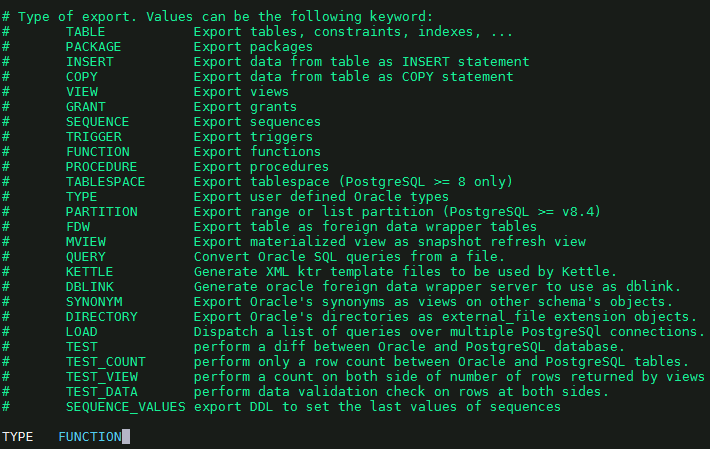 # Type of export. Values can be the following keyword:
#       TABLE           Export tables, constraints, indexes, ...
#       PACKAGE         Export packages
#       INSERT          Export data from table as INSERT statement
#       COPY            Export data from table as COPY statement
#       VIEW            Export views
#       GRANT           Export grants
#       SEQUENCE        Export sequences
#       TRIGGER         Export triggers
#       FUNCTION        Export functions
#       PROCEDURE       Export procedures
#       TABLESPACE      Export tablespace (PostgreSQL >= 8 only)
#       TYPE            Export user defined Oracle types
#       PARTITION       Export range or list partition (PostgreSQL >= v8.4)
#       FDW             Export table as foreign data wrapper tables
#       MVIEW           Export materialized view as snapshot refresh view
#       QUERY           Convert Oracle SQL queries from a file.
#       KETTLE          Generate XML ktr template files to be used by Kettle.
#       DBLINK          Generate oracle foreign data wrapper server to use as dblink.
#       SYNONYM         Export Oracle's synonyms as views on other schema's objects.
#       DIRECTORY       Export Oracle's directories as external_file extension objects.
#       LOAD            Dispatch a list of queries over multiple PostgreSQl connections.
#       TEST            perform a diff between Oracle and PostgreSQL database.
#       TEST_COUNT      perform only a row count between Oracle and PostgreSQL tables.
#       TEST_VIEW       perform a count on both side of number of rows returned by views
#       TEST_DATA       perform data validation check on rows at both sides.
#       SEQUENCE_VALUES export DDL to set the last values of sequences
TYPE   FUNCTION